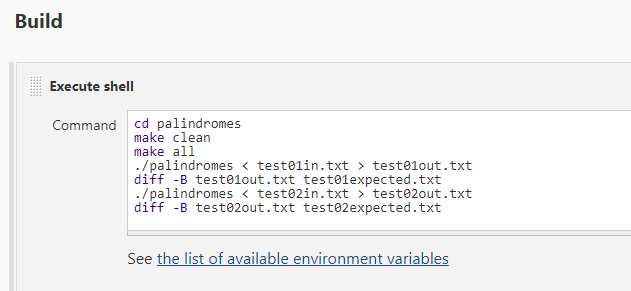 Build
Execute shell
Command
cd palindromes
make clean
make all
./palindromes < test01in.txt > test01out.txt
diff -B test01out.txt test01expected.txt
./palindromes < test02in.txt > test02out.txt
diff -B test02out.txt test02expected.txt
See the list of available environment variables